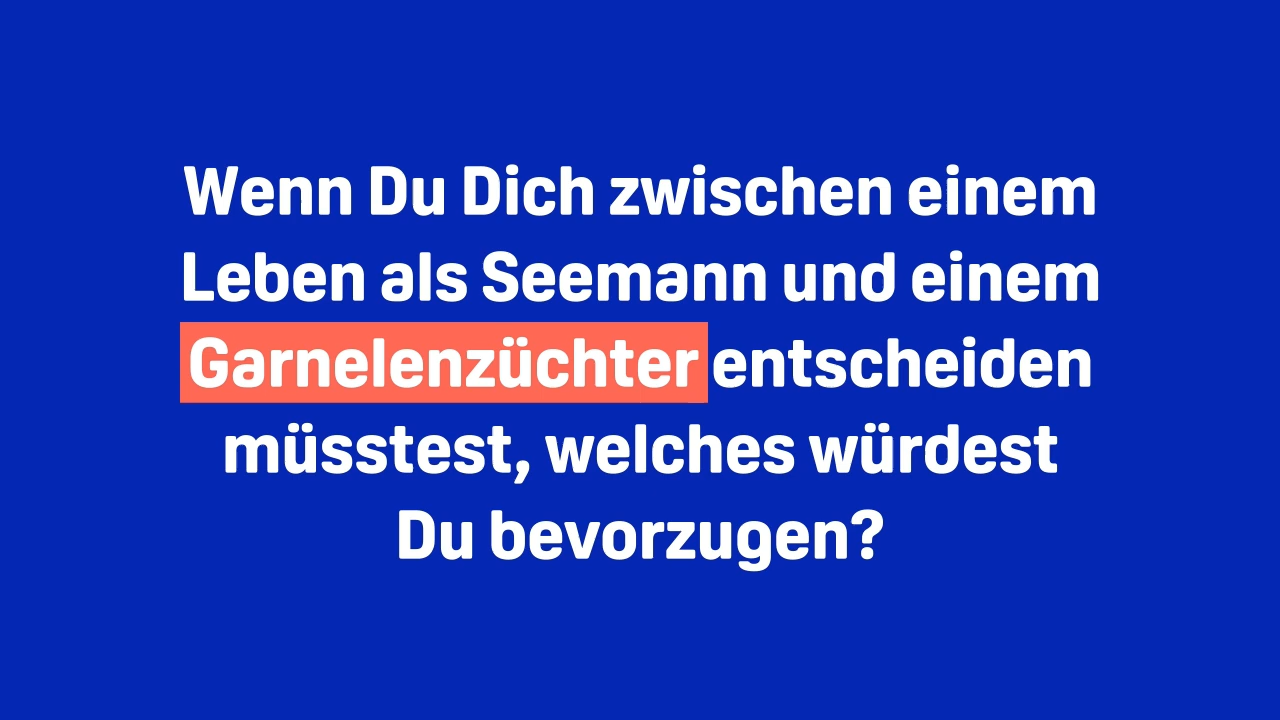 Wenn Du Dich zwischen einem
Leben als Seemann und einem
Garnelenzüchter entscheiden
müsstest, welches würdest
Du bevorzugen?